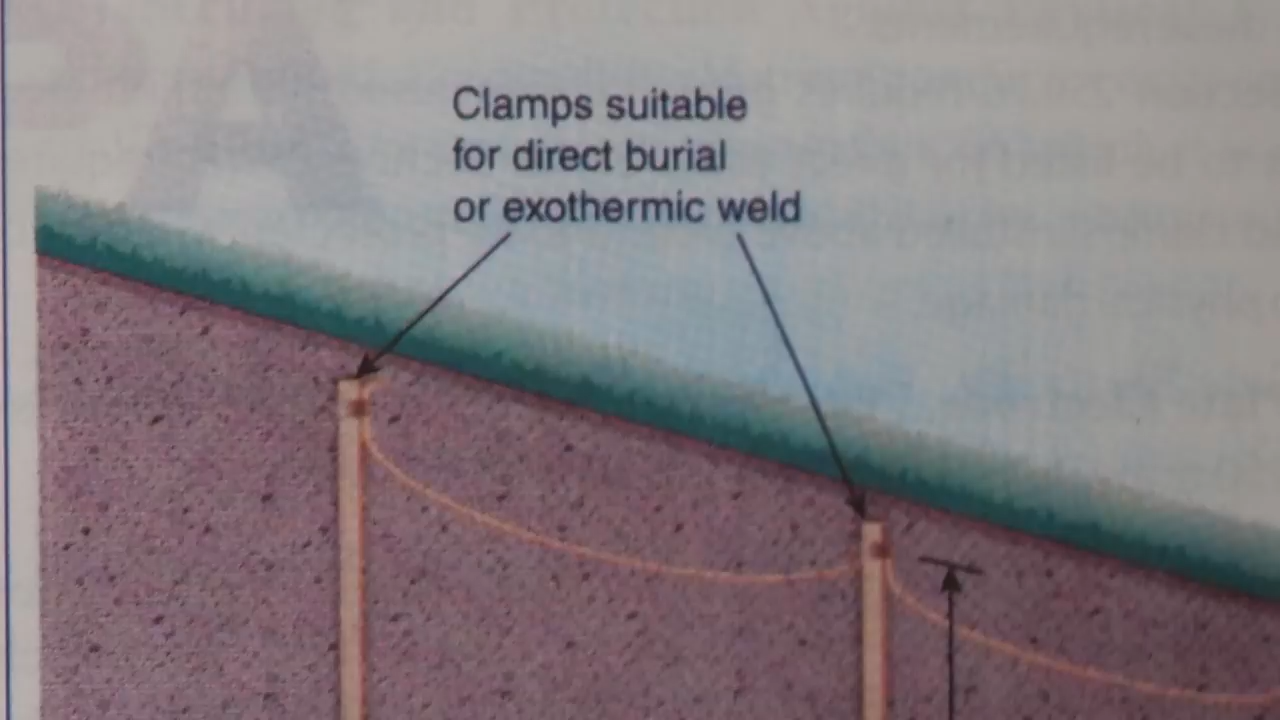 Clamps suitable
for direct burial
or exothermic weld